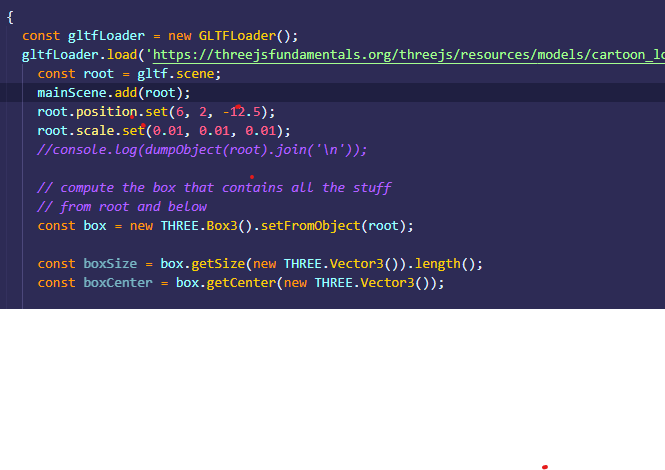 {
const gltfLoader = new GLTFLoader();
gltfLoader.load('https://threejsfundamentals.org/threejs/resources/models/cartoon_lo
const root = gltf.scene;
mainScene.add(root);
root.position.set(6, 2, -12.5);
root.scale.set(0.01, 0.01, 0.01);
//console.log(dumpObject(root).join('\n'));
// compute the box that contains all the stuff
// from root and below
const box = new THREE.Box3().setFromObject(root);
const boxSize = box.getSize(new THREE.Vector3()).length();
const boxCenter = box.getCenter(new THREE.Vector3());